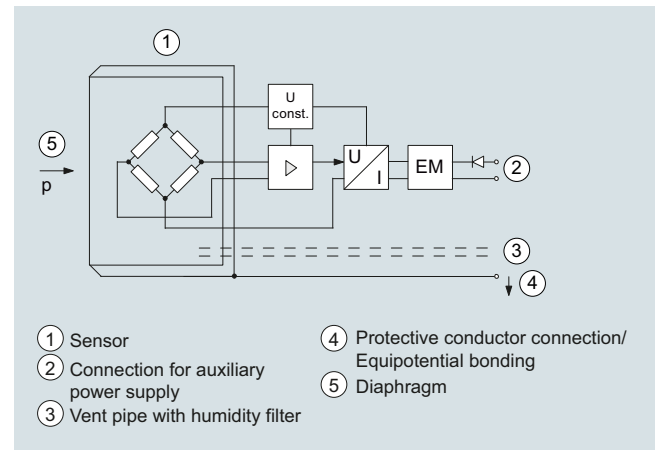 1
U
const.
5
p
U
I
EM
2
3
4
1 Sensor
2 Connection for auxiliary
power supply
3 Vent pipe with humidity filter
4 Protective conductor connection/
Equipotential bonding
5 Diaphragm